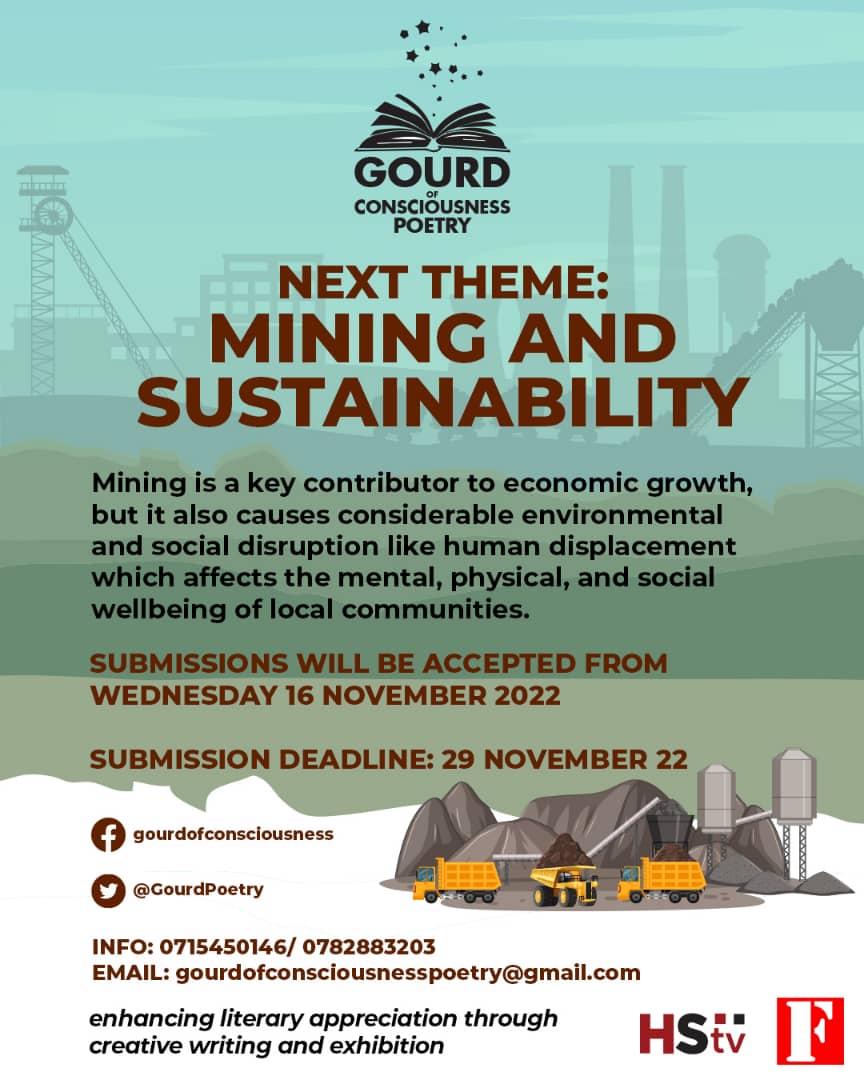 GOURD
OF
CONSCIOUSNESS
POETRY
NEXT THEME:
MINING AND
SUSTAINABILITY
Mining is a key contributor to economic growth,
but it also causes considerable environmental
and social disruption like human displacement
which affects the mental, physical, and social
wellbeing of local communities.
SUBMISSIONS WILL BE ACCEPTED FROM
WEDNESDAY 16 NOVEMBER 2022
SUBMISSION DEADLINE: 29 NOVEMBER 22
gourdofconsciousness
@GourdPoetry
INFO: 0715450146/ 0782883203
EMAIL: gourdofconsciousnesspoetry@gmail.com
enhancing literary appreciation through
creative writing and exhibition
HStv
F